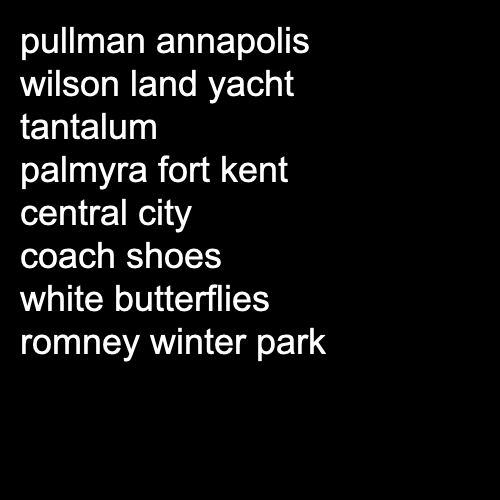 pullman annapolis
wilson land yacht
tantalum
palmyra fort kent
central city
coach shoes
white butterflies
romney winter park